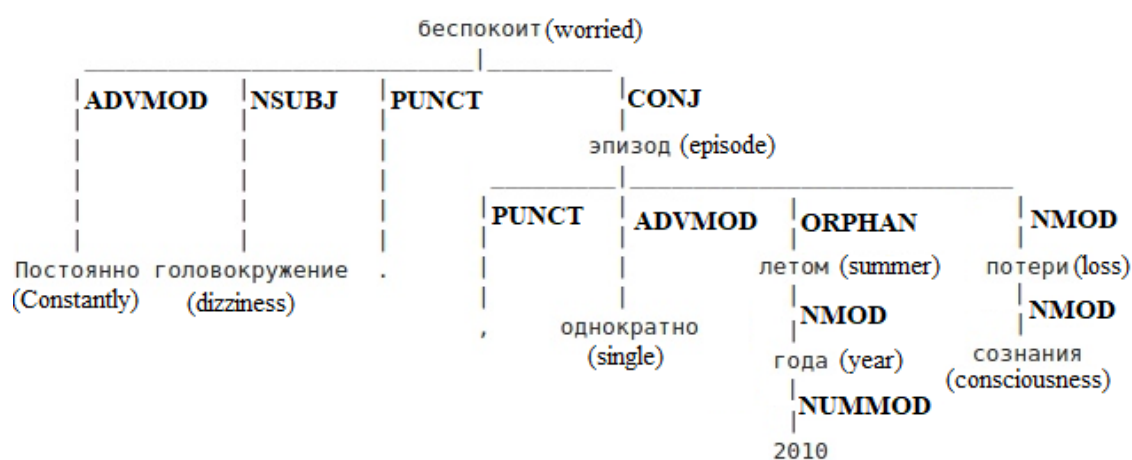 беспокоит (worried)
ADVMOD NSUBJ PUNCT CONJ
эпизод (episode)
PUNCT ADVMOD ORPHAN NMOD
Постоянно головокружение . летом (summer) потери (loss)
(Constantly) (dizziness) NMOD NMOD
, однократно
(single) года (year) сознания
(consciousness)
NUMMOD
2010